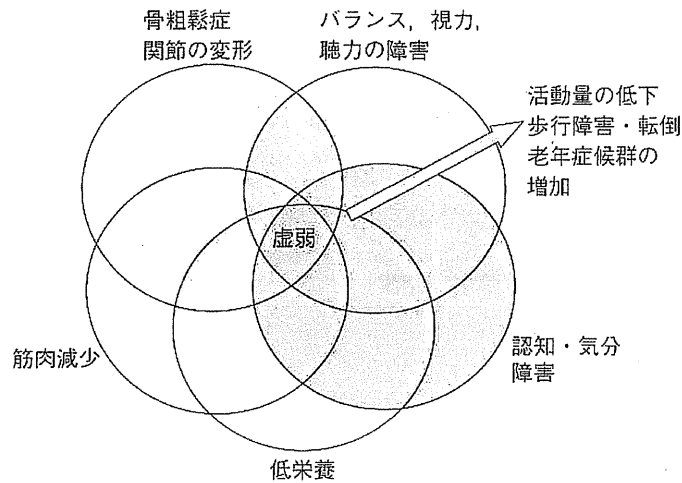 骨粗鬆症
関節の変形
バランス，視力，
聴力の障害
活動量の低下
歩行障害・転倒
老年症候群の
増加
虚弱
筋肉減少
認知・気分
障害
低栄養